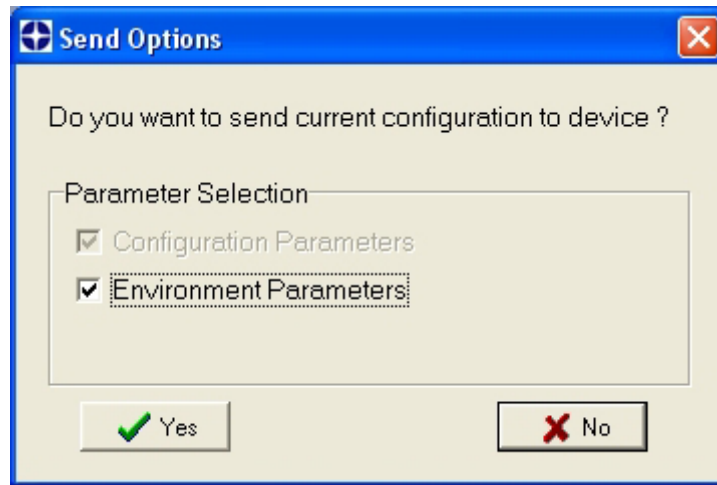 Send Options
Do you want to send current configuration to device ?
Parameter Selection
Configuration Parameters
Environment Parameters
Yes
No